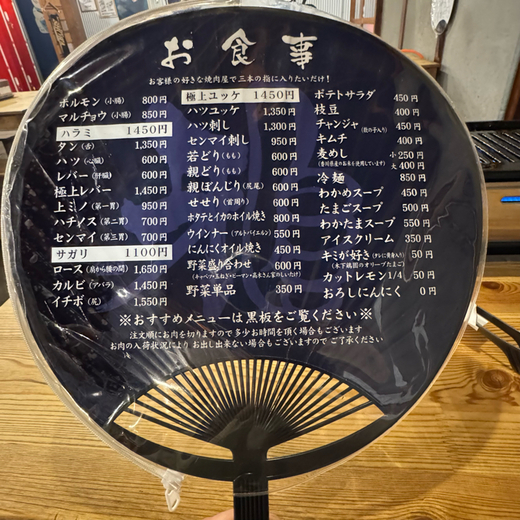 お食事
お客様の好きな焼肉屋で三本の指に入りたいだけ！
ホルモン（小腸） 800円
マルチョウ（小腸） 850円
ハラミ 1450円
タン（舌） 1,350円
ハツ（心臓） 600円
レバー（肝臓） 600円
極上レバー 1,450円
上ミノ（第一胃） 950円
ハチノス（第二胃） 700円
センマイ（第三胃） 700円
サガリ 1100円
ロース（肩から腰の間） 1,650円
カルビ（アバラ） 1,450円
イチボ（尻） 1,550円
極上ユッケ 1450円
ハツユッケ 1,350円
ハツ刺し 1,300円
センマイ刺し 950円
若どり（もも） 600円
親どり（もも） 600円
親ぼんじり（尻尾） 600円
せせり（首周り） 600円
ホタテとイカのホイル焼き 800円
ウインナー（アルトバイエルン） 550円
にんにくオイル焼き 450円
野菜盛り合わせ 600円
野菜単品 350円
ポテトサラダ 450円
枝豆 400円
チャンジャ 450円
キムチ 400円
麦めし 小 250円
大 400円
冷麺 850円
わかめスープ 450円
たまごスープ 500円
わかたまスープ 550円
アイスクリーム 350円
キミが好き（タレに黄身入り） 50円
（木下鶏園のオリーブたまご）
カットレモン1/4 50円
おろしにんにく 0円
※おすすめメニューは黒板をご覧ください※
注文順にお肉を切りますので多少お時間を頂く場合もございます
お肉の入荷状況によりお出し出来ない場合もございますのでご了承ください